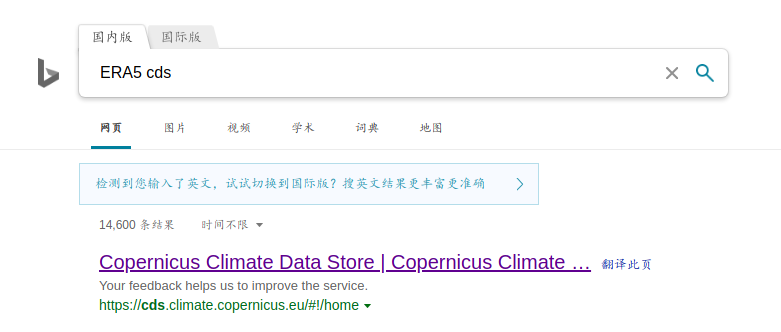 国内版 国际版
ERA5 cds
网页 图片 视频 学术 词典 地图
检测到您输入了英文，试试切换到国际版？搜英文结果更丰富更准确
14,600 条结果 时间不限
Copernicus Climate Data Store | Copernicus Climate … 翻译此页
Your feedback helps us to improve the service.
https://cds.climate.copernicus.eu/#!/home